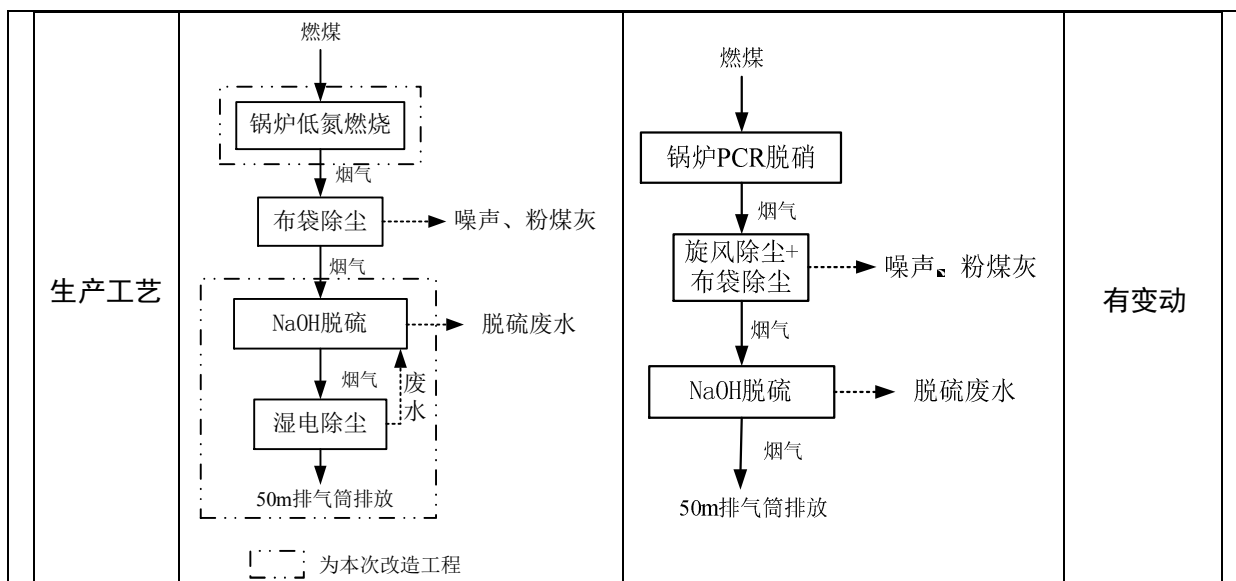 生产工艺
燃煤
锅炉低氮燃烧
烟气
布袋除尘
噪声、粉煤灰
烟气
NaOH脱硫
脱硫废水
烟气
废
水
湿电除尘
50m排气筒排放
为本次改造工程
燃煤
锅炉PCR脱硝
烟气
旋风除尘+
布袋除尘
噪声、粉煤灰
烟气
NaOH脱硫
脱硫废水
烟气
50m排气筒排放
有变动